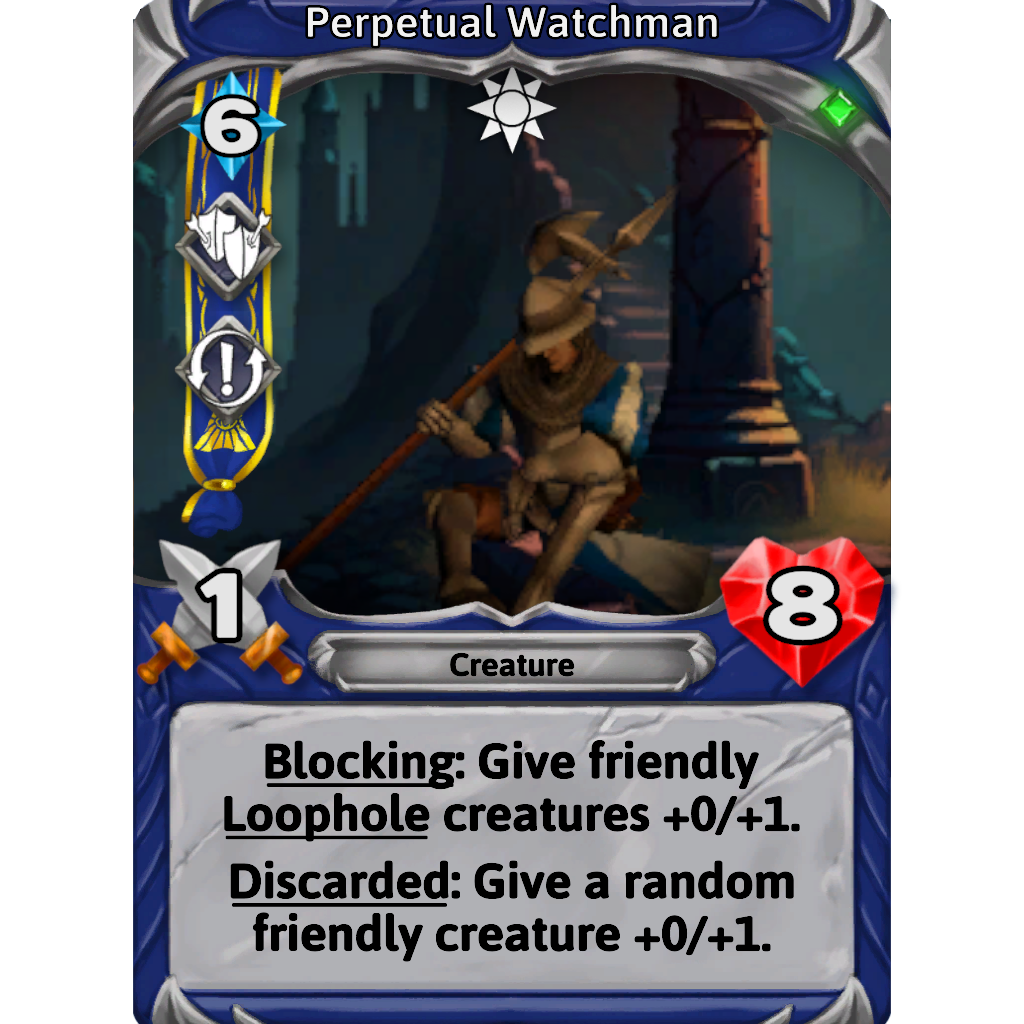 Perpetual Watchman
6
!
1
8
Creature
Blocking: Give friendly
Loophole creatures +0/+1.
Discarded: Give a random
friendly creature +0/+1.